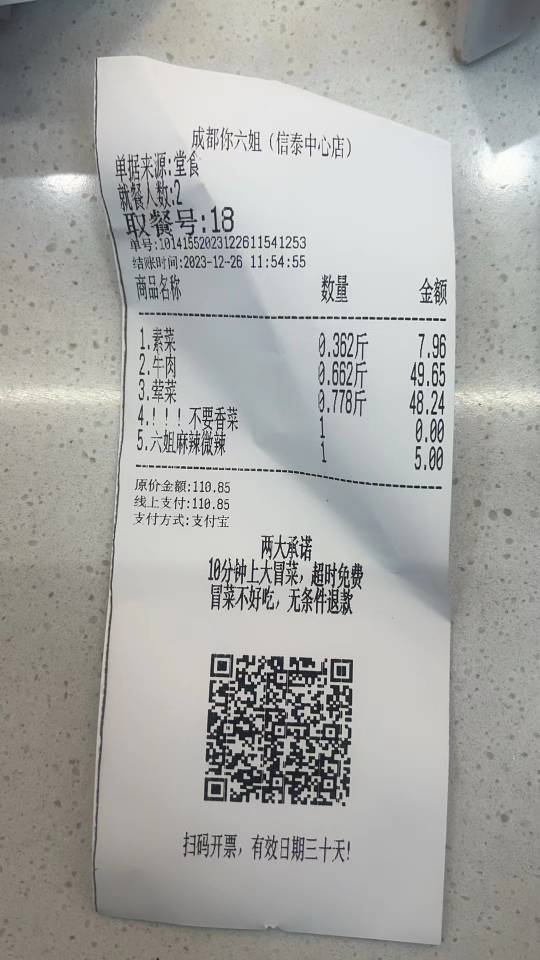 成都你六姐（信泰中心店）
单据来源:堂食
就餐人数:2
取餐号:18
单号:10141552023122611541253
结账时间:2023-12-26 11:54:55
商品名称 数量 金额
1.素菜 0.362斤 7.96
2.牛肉 0.662斤 49.65
3.荤菜 0.778斤 48.24
4.!!!不要香菜 1 0.00
5.六姐麻辣微辣 1 5.00
原价金额:110.85
线上支付:110.85
支付方式:支付宝
两大承诺
10分钟上大冒菜，超时免费
冒菜不好吃，无条件退款
扫码开票，有效日期三十天!